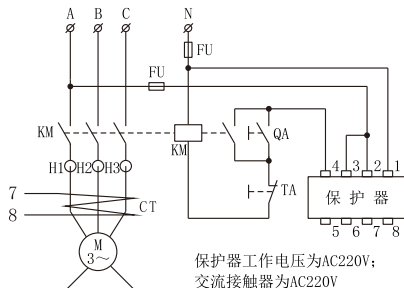 A B C N
FU
FU
KM
KM
QA
H1 H2 H3
TA
4 3 2 1
保 护 器
5 6 7 8
7
8
CT
M
3～
保护器工作电压为AC220V；
交流接触器为AC220V